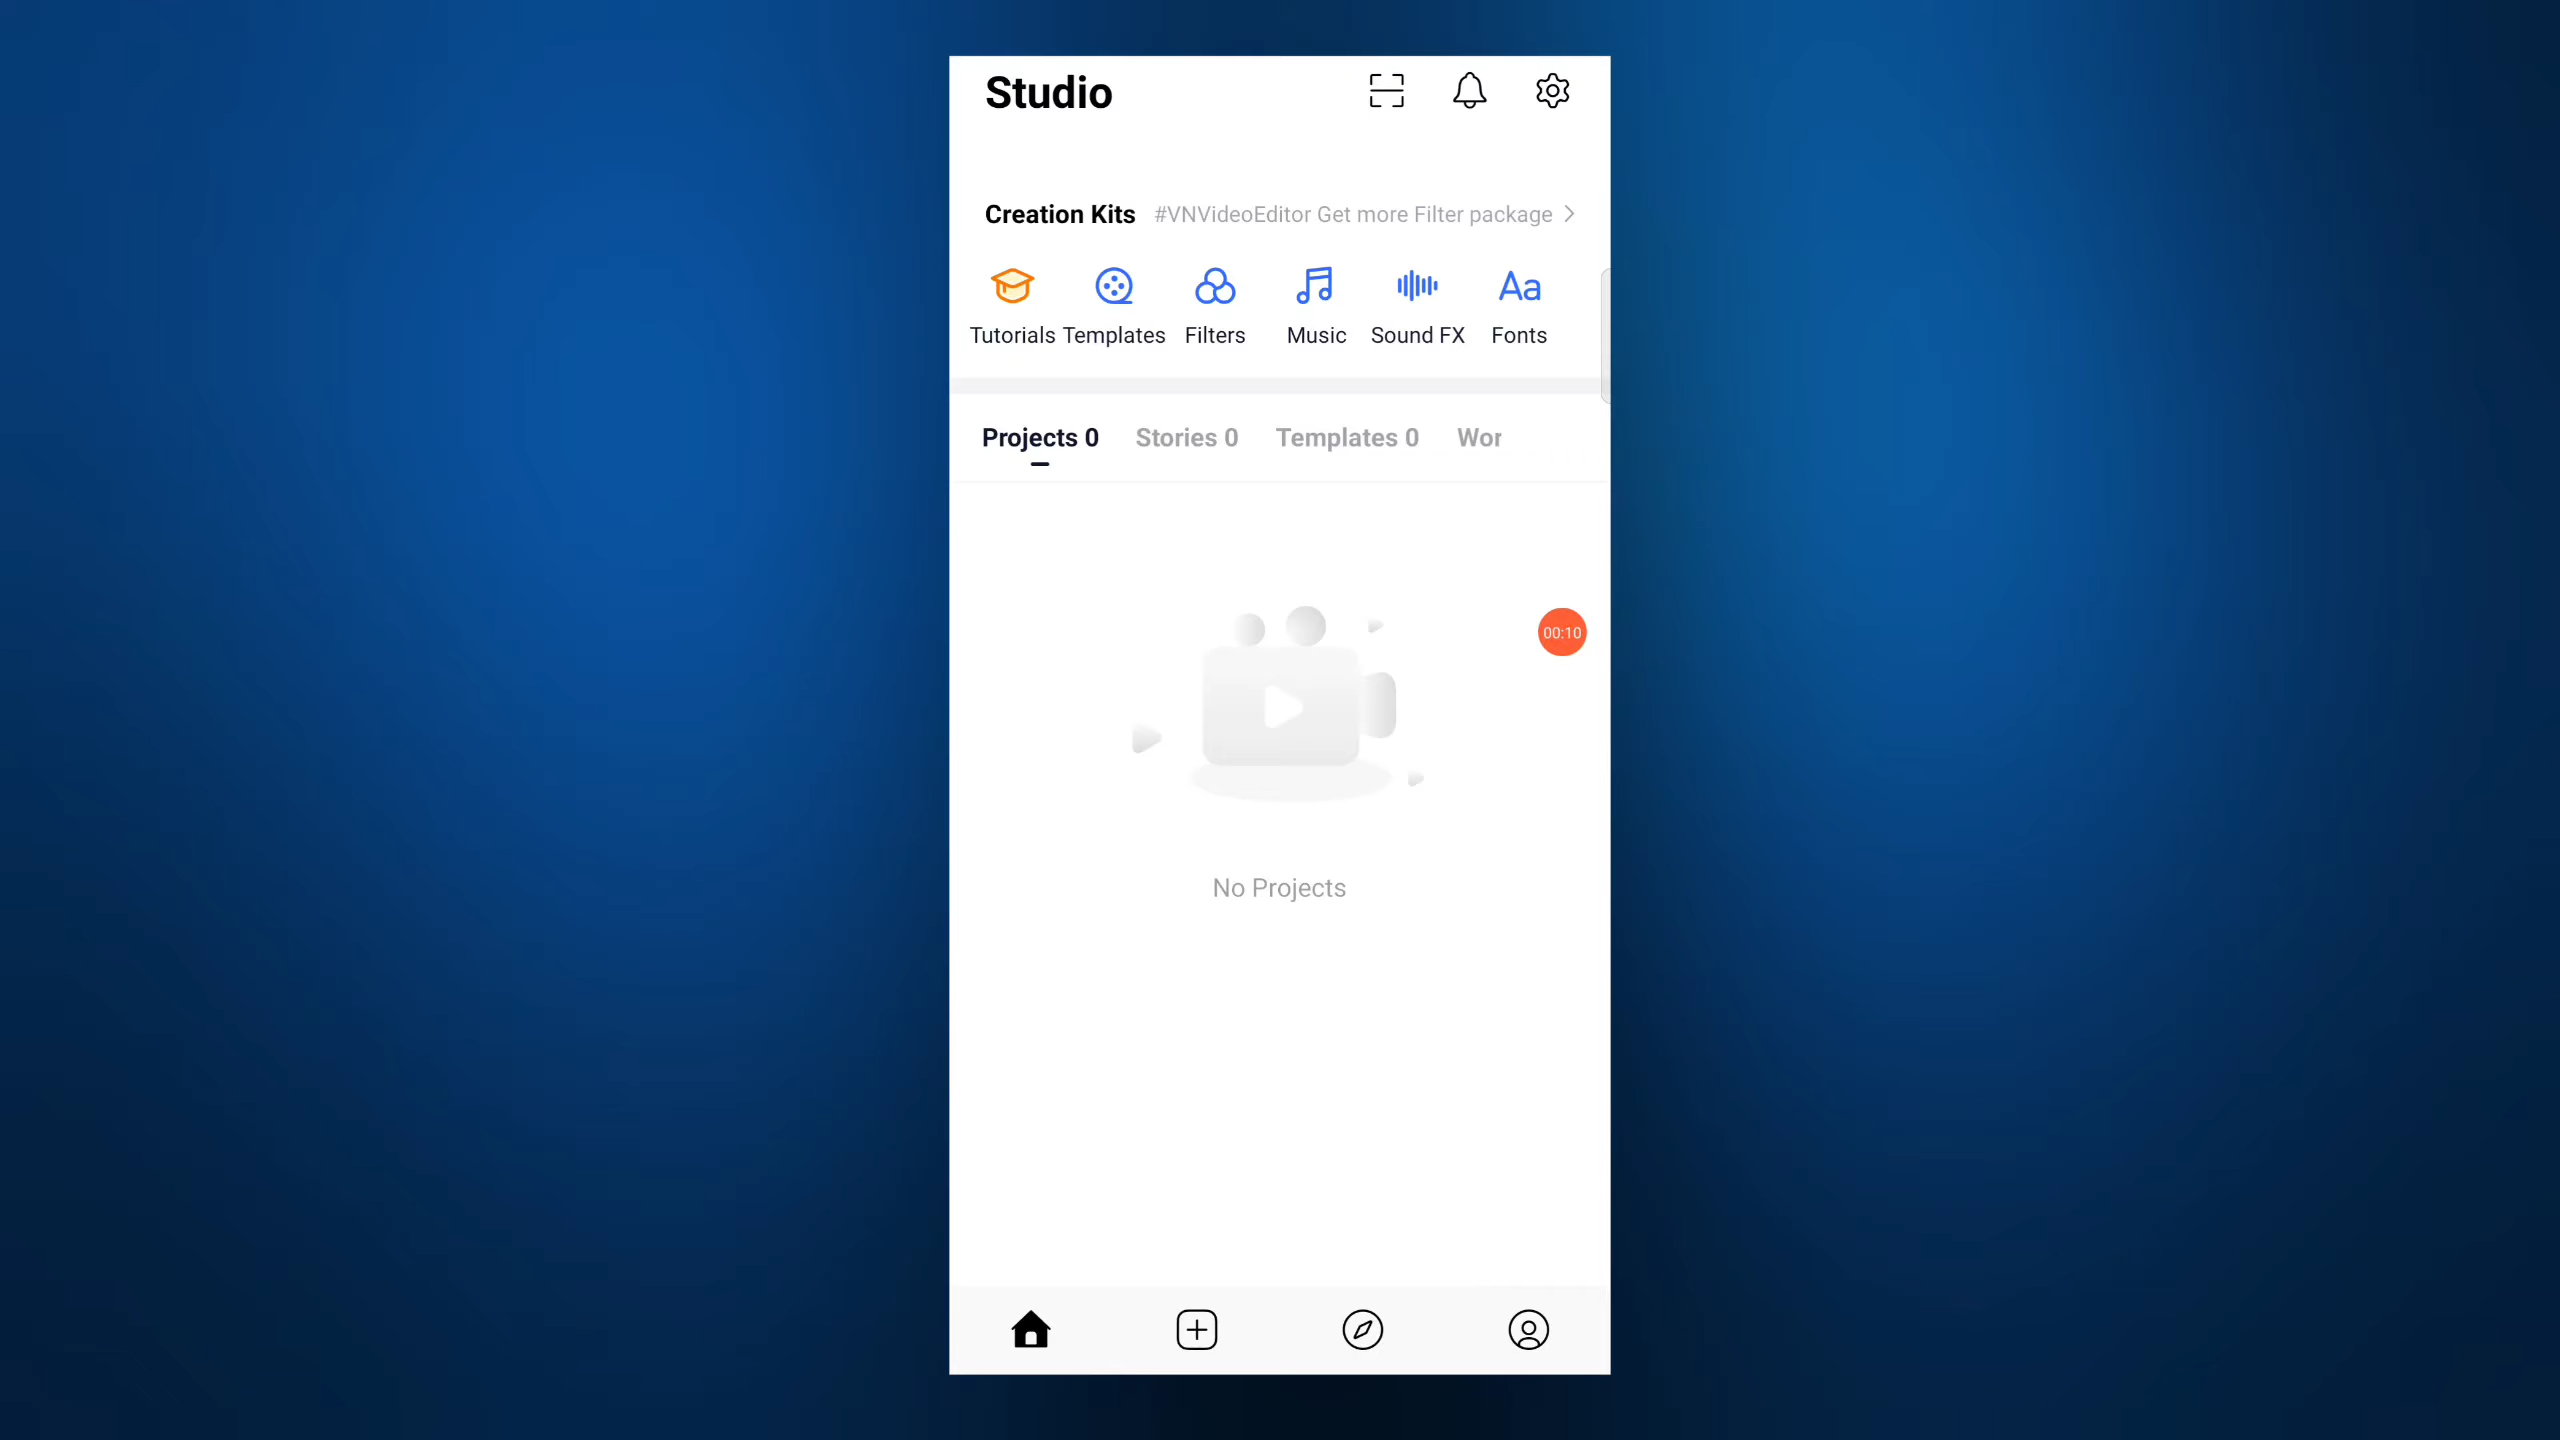 Studio
Creation Kits #VNVideoEditor Get more Filter package
Tutorials Templates Filters Music Sound FX Fonts
Projects 0 Stories 0 Templates 0 Wor
00:10
No Projects